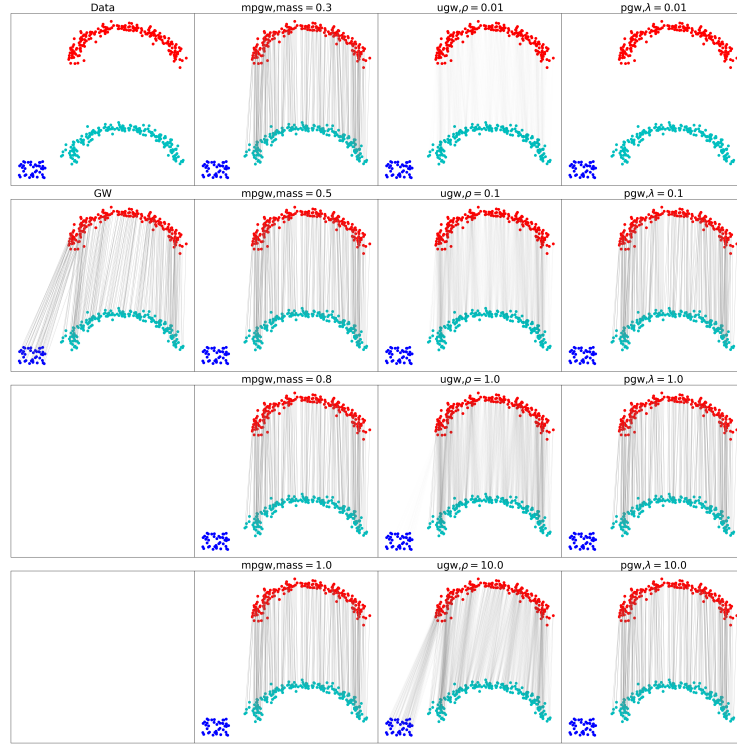 Data
mpgw,mass = 0.3
ugw,ρ = 0.01
pgw,λ = 0.01
GW
mpgw,mass = 0.5
ugw,ρ = 0.1
pgw,λ = 0.1
mpgw,mass = 0.8
ugw,ρ = 1.0
pgw,λ = 1.0
mpgw,mass = 1.0
ugw,ρ = 10.0
pgw,λ = 10.0